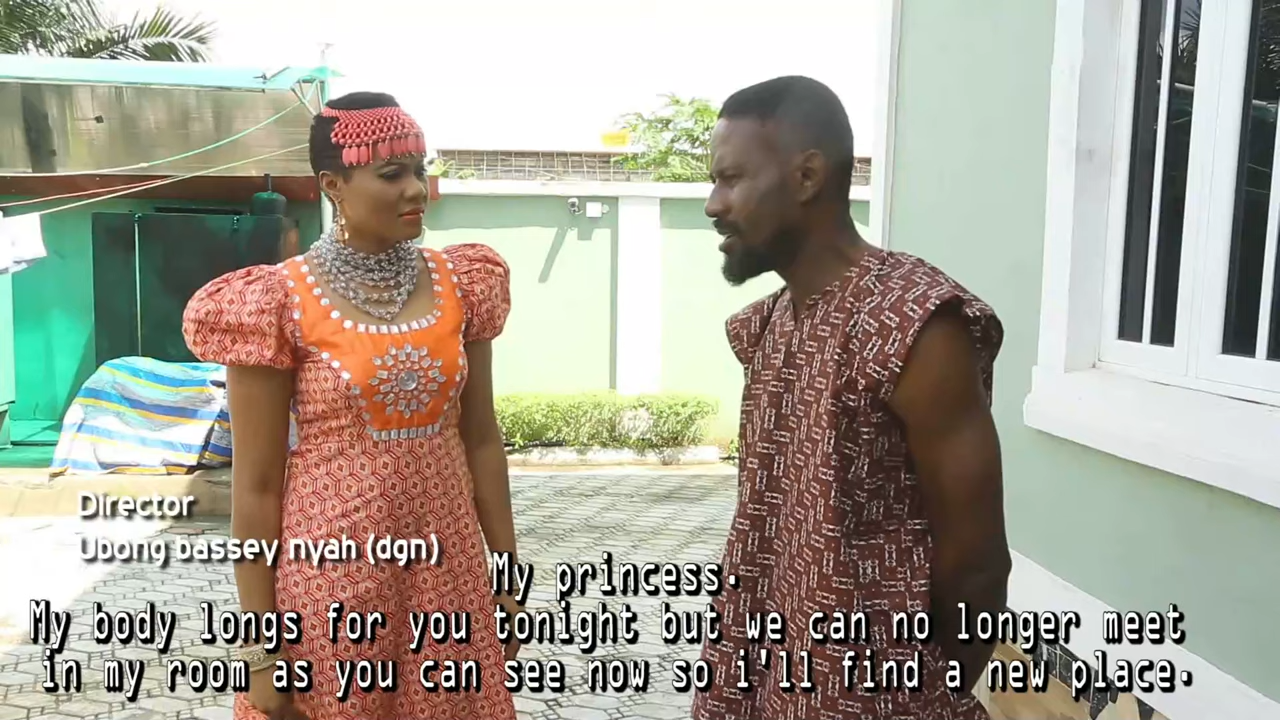 Director
Ubong bassey nyah (dgn)
My princess.
My body longs for you tonight but we can no longer meet
in my room as you can see now so i'll find a new place.